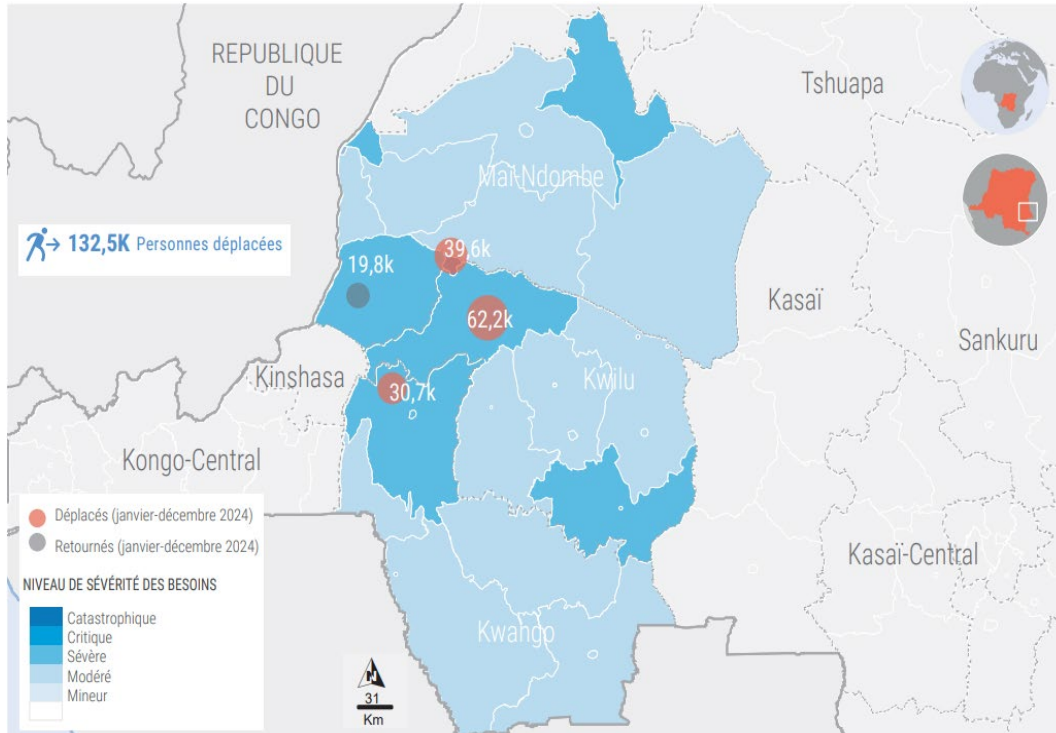 REPUBLIQUE
DU
CONGO
Tshuapa
Maï-Ndombe
132,5K Personnes déplacées
39,6k
19,8k
62,2k
Kasaï
Sankuru
Kinshasa
30,7k
Kwilu
Kongo-Central
Kasaï-Central
Déplacés (janvier-décembre 2024)
Retournés (janvier-décembre 2024)
NIVEAU DE SÉVÉRITÉ DES BESOINS
Catastrophique
Critique
Sévère
Modéré
Mineur
Kwango
N
31
Km